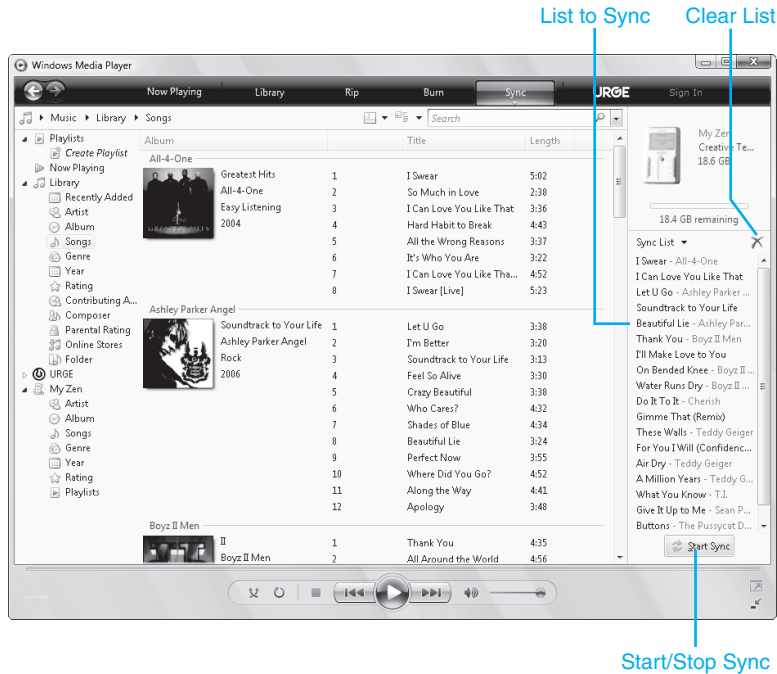 List to Sync
Clear List
Windows Media Player
Now Playing
Library
Rip
Burn
Sync
URGE
Sign In
Music ▸ Library ▸ Songs
Search
Playlists
Create Playlist
Now Playing
Library
Recently Added
Artist
Album
Songs
Genre
Year
Rating
Contributing A...
Composer
Parental Rating
Online Stores
Folder
URGE
My Zen
Artist
Album
Songs
Genre
Year
Rating
Playlists
Album Title Length
All-4-One
Greatest Hits 1 I Swear 5:02
All-4-One 2 So Much in Love 2:38
Easy Listening 3 I Can Love You Like That 3:36
2004 4 Hard Habit to Break 4:43
5 All the Wrong Reasons 3:37
6 It's Who You Are 3:22
7 I Can Love You Like Tha... 4:52
8 I Swear [Live] 5:23
GREATEST HITS
Ashley Parker Angel
Soundtrack to Your Life 1 Let U Go 3:38
Ashley Parker Angel 2 I'm Better 3:20
Rock 3 Soundtrack to Your Life 3:13
2006 4 Feel So Alive 3:30
5 Crazy Beautiful 3:38
6 Who Cares? 4:32
7 Shades of Blue 4:34
8 Beautiful Lie 3:24
9 Perfect Now 3:55
10 Where Did You Go? 4:52
11 Along the Way 4:41
12 Apology 3:48
Boyz II Men
II 1 Thank You 4:35
Boyz II Men 2 All Around the World 4:56
My Zen
Creative Te...
18.6 GB
18.4 GB remaining
Sync List
I Swear - All-4-One
I Can Love You Like That
Let U Go - Ashley Parker ...
Soundtrack to Your Life
Beautiful Lie - Ashley Par...
Thank You - Boyz II Men
I'll Make Love to You
On Bended Knee - Boyz II ...
Water Runs Dry - Boyz II ...
Do It To It - Cherish
Gimme That (Remix)
These Walls - Teddy Geiger
For You I Will (Confidenc...
Air Dry - Teddy Geiger
A Million Years - Teddy G...
What You Know - T.I.
Give It Up to Me - Sean P...
Buttons - The Pussycat D...
Start Sync
Start/Stop Sync